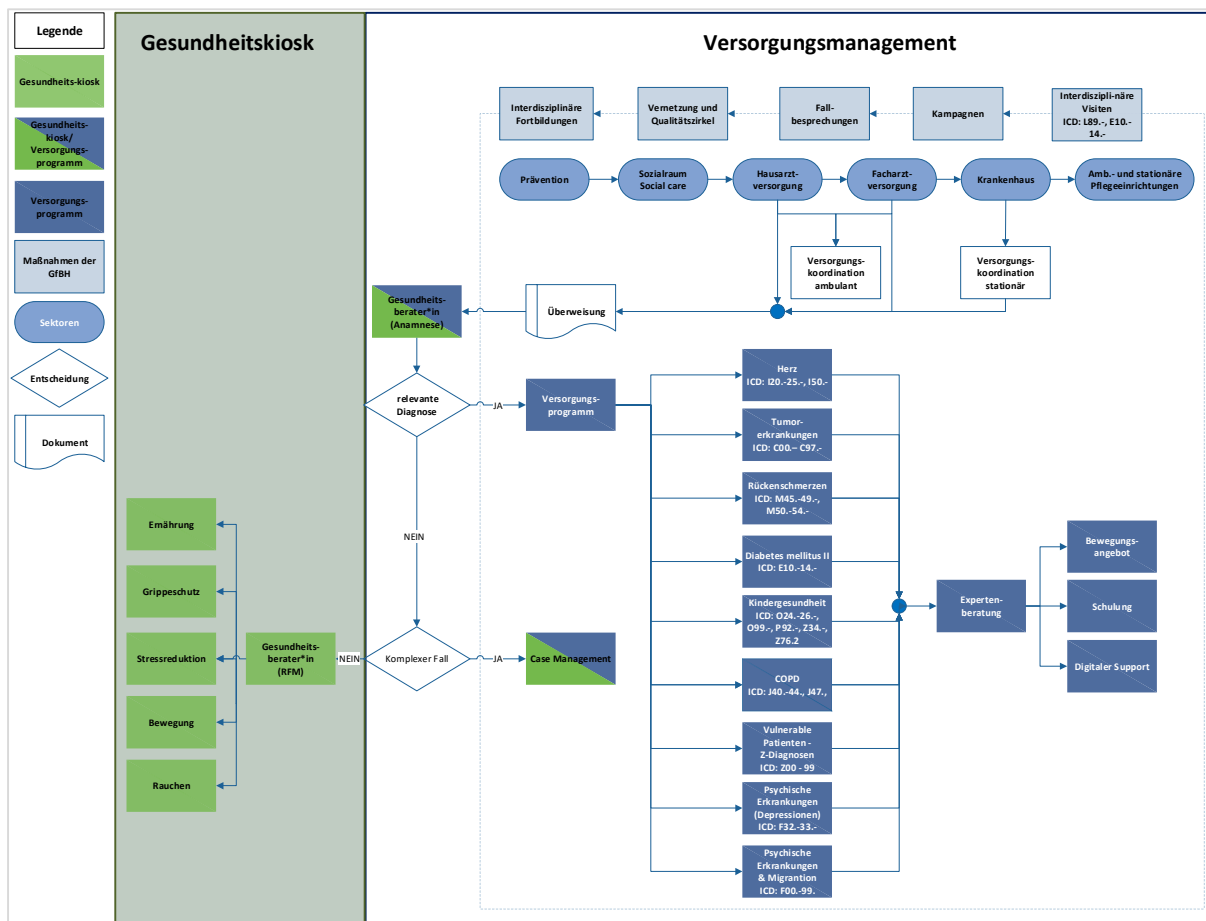 Legende
Gesundheits-kiosk
Gesundheits-
kiosk/
Versorgungs-
programm
Versorgungs-
programm
Maßnahmen der
GfBH
Sektoren
Entscheidung
Dokument
Gesundheitskiosk
Versorgungsmanagement
Interdisziplinäre
Fortbildungen
Vernetzung und
Qualitätszirkel
Fall-
besprechungen
Kampagnen
Interdiszipli-näre
Visiten
ICD: L89.-, E10.-
14.-
Prävention
Sozialraum
Social care
Hausarzt-
versorgung
Facharzt-
versorgung
Krankenhaus
Amb.- und stationäre
Pflegeeinrichtungen
Versorgungs-
koordination
ambulant
Versorgungs-
koordination
stationär
Gesundheits-
berater*in
(Anamnese)
Überweisung
relevante
Diagnose
JA
Versorgungs-
programm
NEIN
Herz
ICD: I20.-25.-, I50.-
Tumor-
erkrankungen
ICD: C00.– C97.-
Rückenschmerzen
ICD: M45.-49.-,
M50.-54.-
Diabetes mellitus II
ICD: E10.-14.-
Kindergesundheit
ICD: O24.-26.-,
O99.-, P92.-, Z34.-,
Z76.2
COPD
ICD: J40.-44., J47.,
Vulnerable
Patienten -
Z-Diagnosen
ICD: Z00 - 99
Psychische
Erkrankungen
(Depressionen)
ICD: F32.-33.-
Psychische
Erkrankungen
& Migrantion
ICD: F00.-99.
Experten-
beratung
Bewegungs-
angebot
Schulung
Digitaler Support
Komplexer Fall
JA
Case Management
NEIN
Gesundheits-
berater*in
(RFM)
Ernährung
Grippeschutz
Stressreduktion
Bewegung
Rauchen